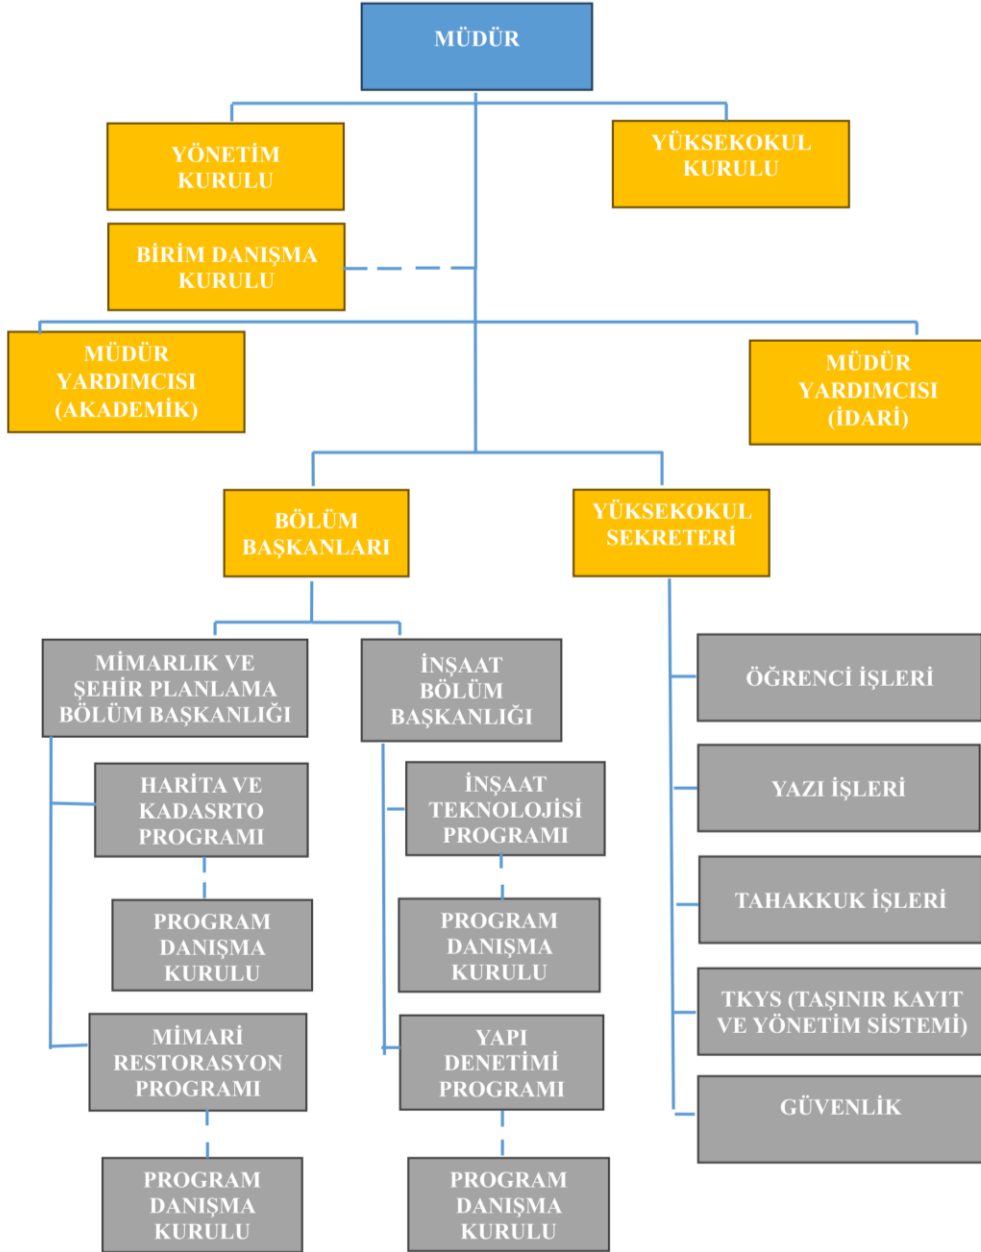 MÜDÜR
YÖNETİM
KURULU
YÜKSEKOKUL
KURULU
BİRİM DANIŞMA
KURULU
MÜDÜR
YARDIMCISI
(AKADEMİK)
MÜDÜR
YARDIMCISI
(İDARİ)
BÖLÜM
BAŞKANLARI
YÜKSEKOKUL
SEKRETERİ
MİMARLIK VE
ŞEHİR PLANLAMA
BÖLÜM BAŞKANLIĞI
HARİTA VE
KADASRTO
PROGRAMI
PROGRAM
DANIŞMA
KURULU
MİMARİ
RESTORASYON
PROGRAMI
PROGRAM
DANIŞMA
KURULU
İNŞAAT
BÖLÜM
BAŞKANLIĞI
İNŞAAT
TEKNOLOJİSİ
PROGRAMI
PROGRAM
DANIŞMA
KURULU
YAPI
DENETİMİ
PROGRAMI
PROGRAM
DANIŞMA
KURULU
ÖĞRENCİ İŞLERİ
YAZI İŞLERİ
TAHAKKUK İŞLERİ
TKYS (TAŞINIR KAYIT
VE YÖNETİM SİSTEMİ)
GÜVENLİK